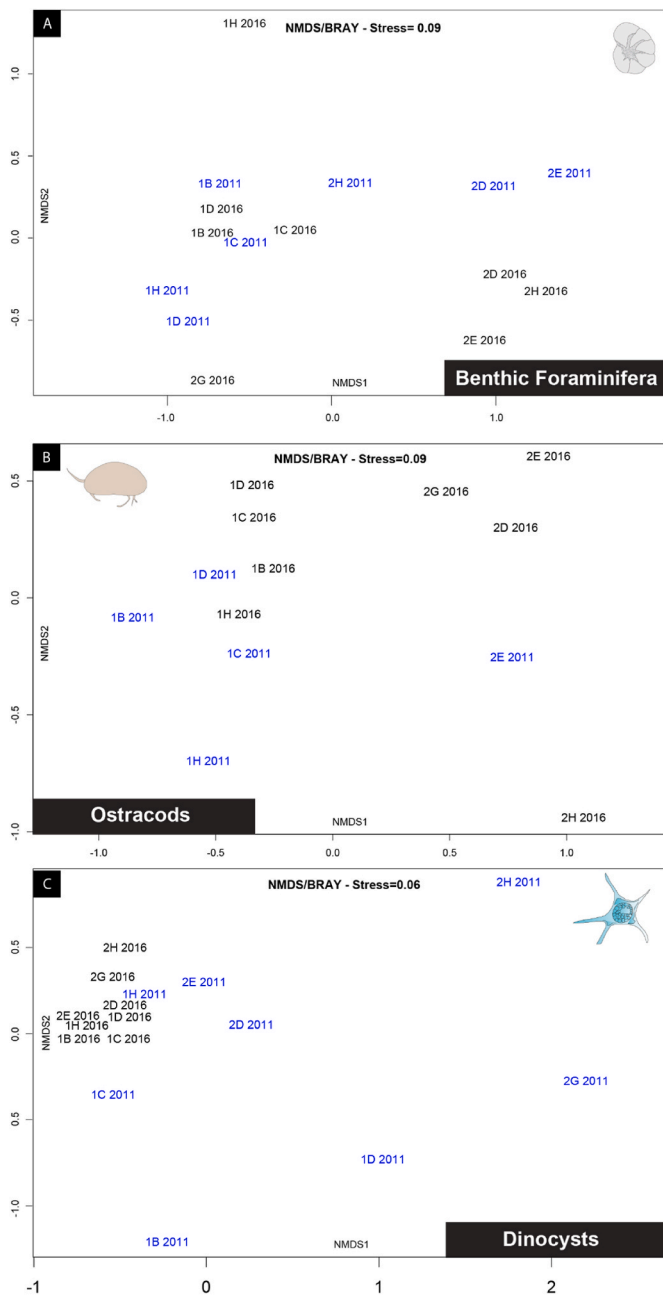 A
1H 2016
NMDS/BRAY - Stress= 0.09
1.0
0.5
0.0
-0.5
NMDS2
1B 2011
2H 2011
2D 2011
2E 2011
1D 2016
1B 2016
1C 2016
1C 2011
1H 2011
1D 2011
2D 2016
2H 2016
2E 2016
2G 2016
NMDS1
Benthic Foraminifera
-1.0
0.0
1.0
B
NMDS/BRAY - Stress=0.09
2E 2016
0.5
0.0
-0.5
-1.0
NMDS2
1D 2016
2G 2016
1C 2016
2D 2016
1D 2011
1B 2016
1B 2011
1H 2016
1C 2011
2E 2011
1H 2011
Ostracods
NMDS1
2H 2016
-1.0
-0.5
0.0
0.5
1.0
C
NMDS/BRAY - Stress=0.06
2H 2011
0.5
0.0
0.5
-1.0
NMDS2
2H 2016
2G 2016
2E 2011
1H 2011
2D 2016
2E 2016
1D 2016
1H 2016
2D 2011
1B 2016
1C 2016
1C 2011
2G 2011
1D 2011
1B 2011
NMDS1
Dinocysts
-1
0
1
2